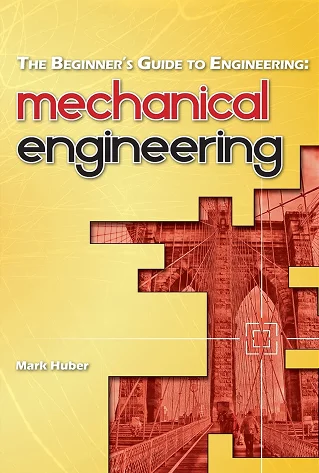 The Beginner's Guide to Engineering:
mechanical
engineering
Mark Huber